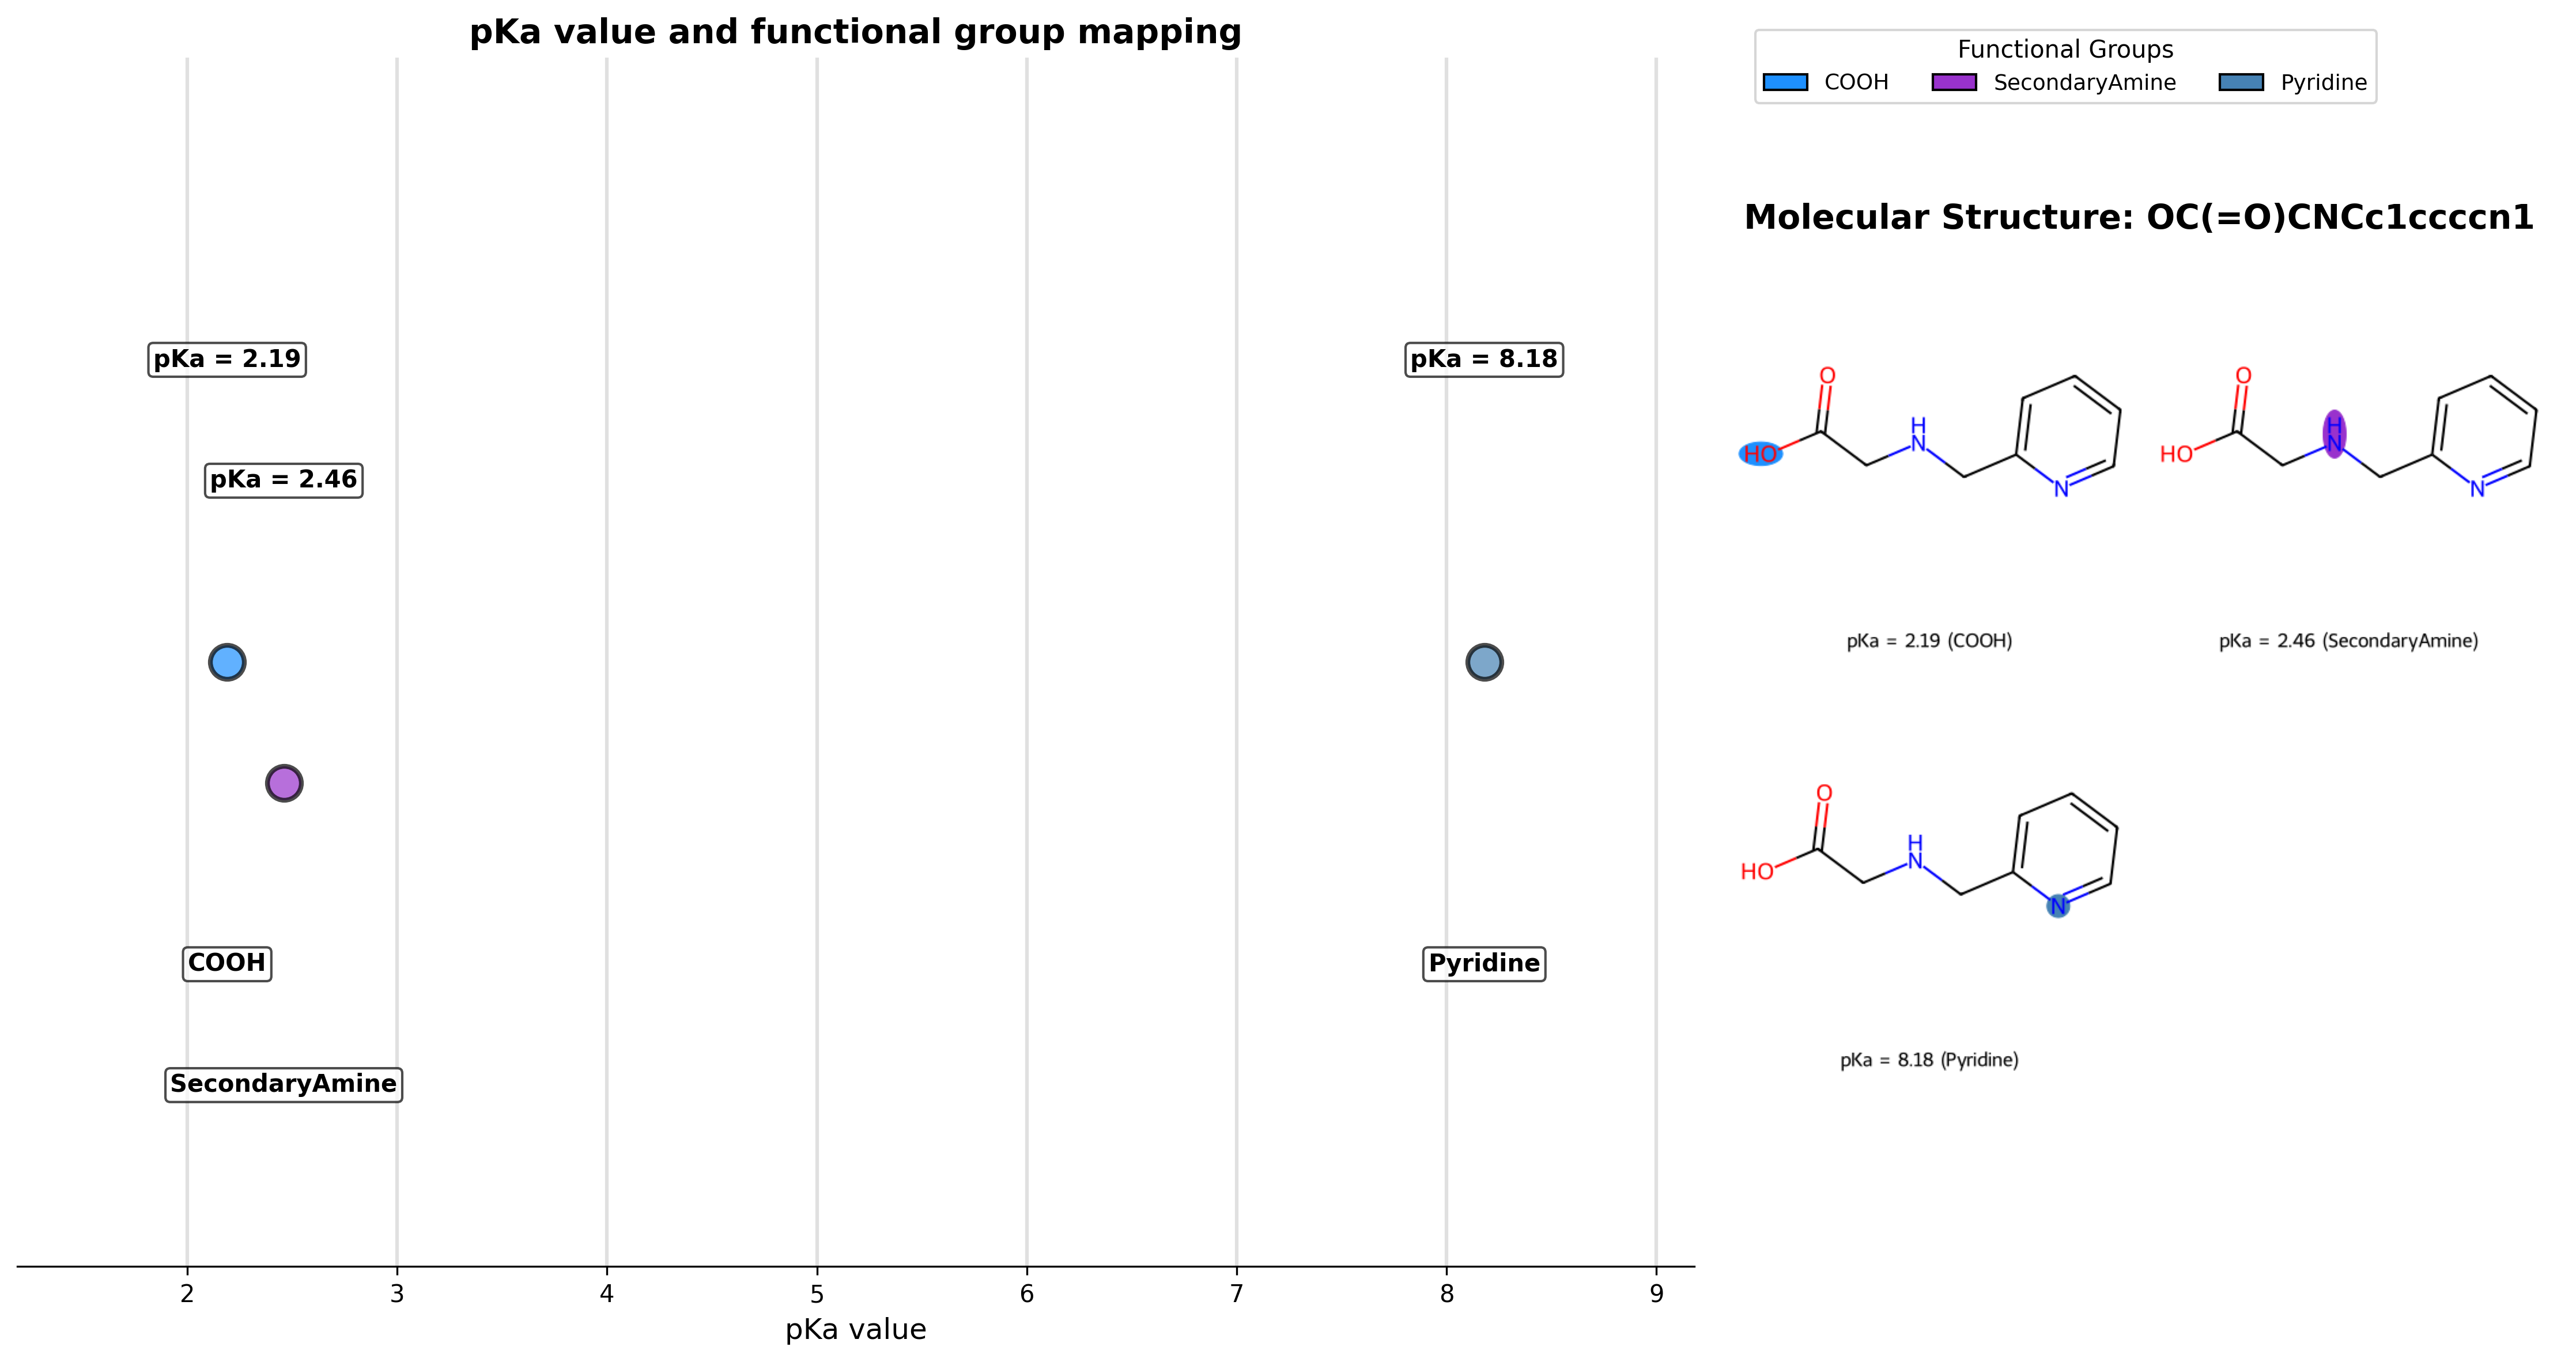 pKa value and functional group mapping
pKa = 2.19
pKa = 8.18
pKa = 2.46
COOH
Pyridine
SecondaryAmine
2 3 4 5 6 7 8 9
pKa value
Functional Groups
COOH SecondaryAmine Pyridine
Molecular Structure: OC(=O)CNCc1ccccn1
O
HO
H
N
N
O
HO
H
N
N
pKa = 2.19 (COOH)
pKa = 2.46 (SecondaryAmine)
O
HO
H
N
N
pKa = 8.18 (Pyridine)